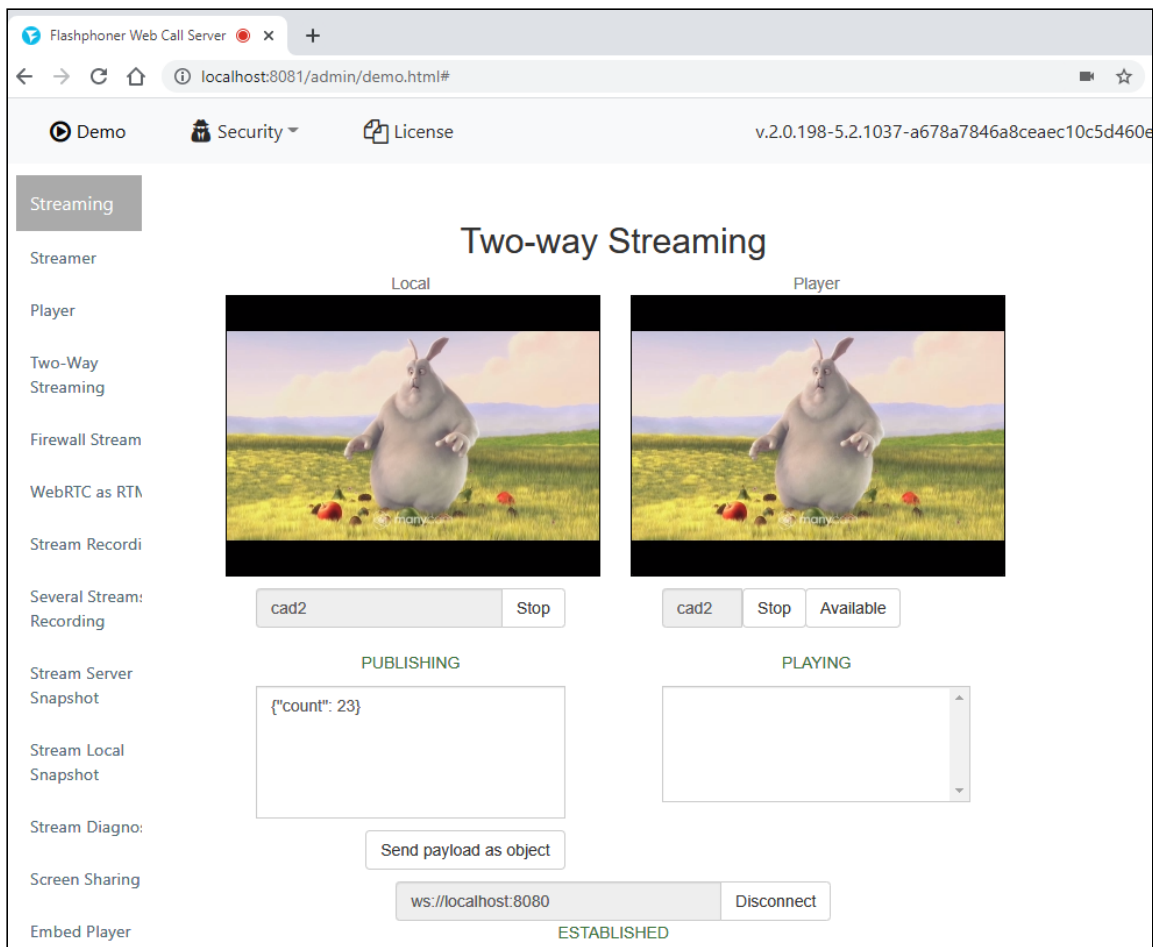 Flashphoner Web Call Server
localhost:8081/admin/demo.html#
Demo Security License v.2.0.198-5.2.1037-a678a7846a8ceaec10c5d460e
Streaming
Streamer
Player
Two-Way
Streaming
Firewall Stream
WebRTC as RTM
Stream Recordi
Several Streams
Recording
Stream Server
Snapshot
Stream Local
Snapshot
Stream Diagnos
Screen Sharing
Embed Player
Two-way Streaming
Local Player
cad2 Stop cad2 Stop Available
PUBLISHING PLAYING
{"count": 23}
Send payload as object
ws://localhost:8080 Disconnect
ESTABLISHED